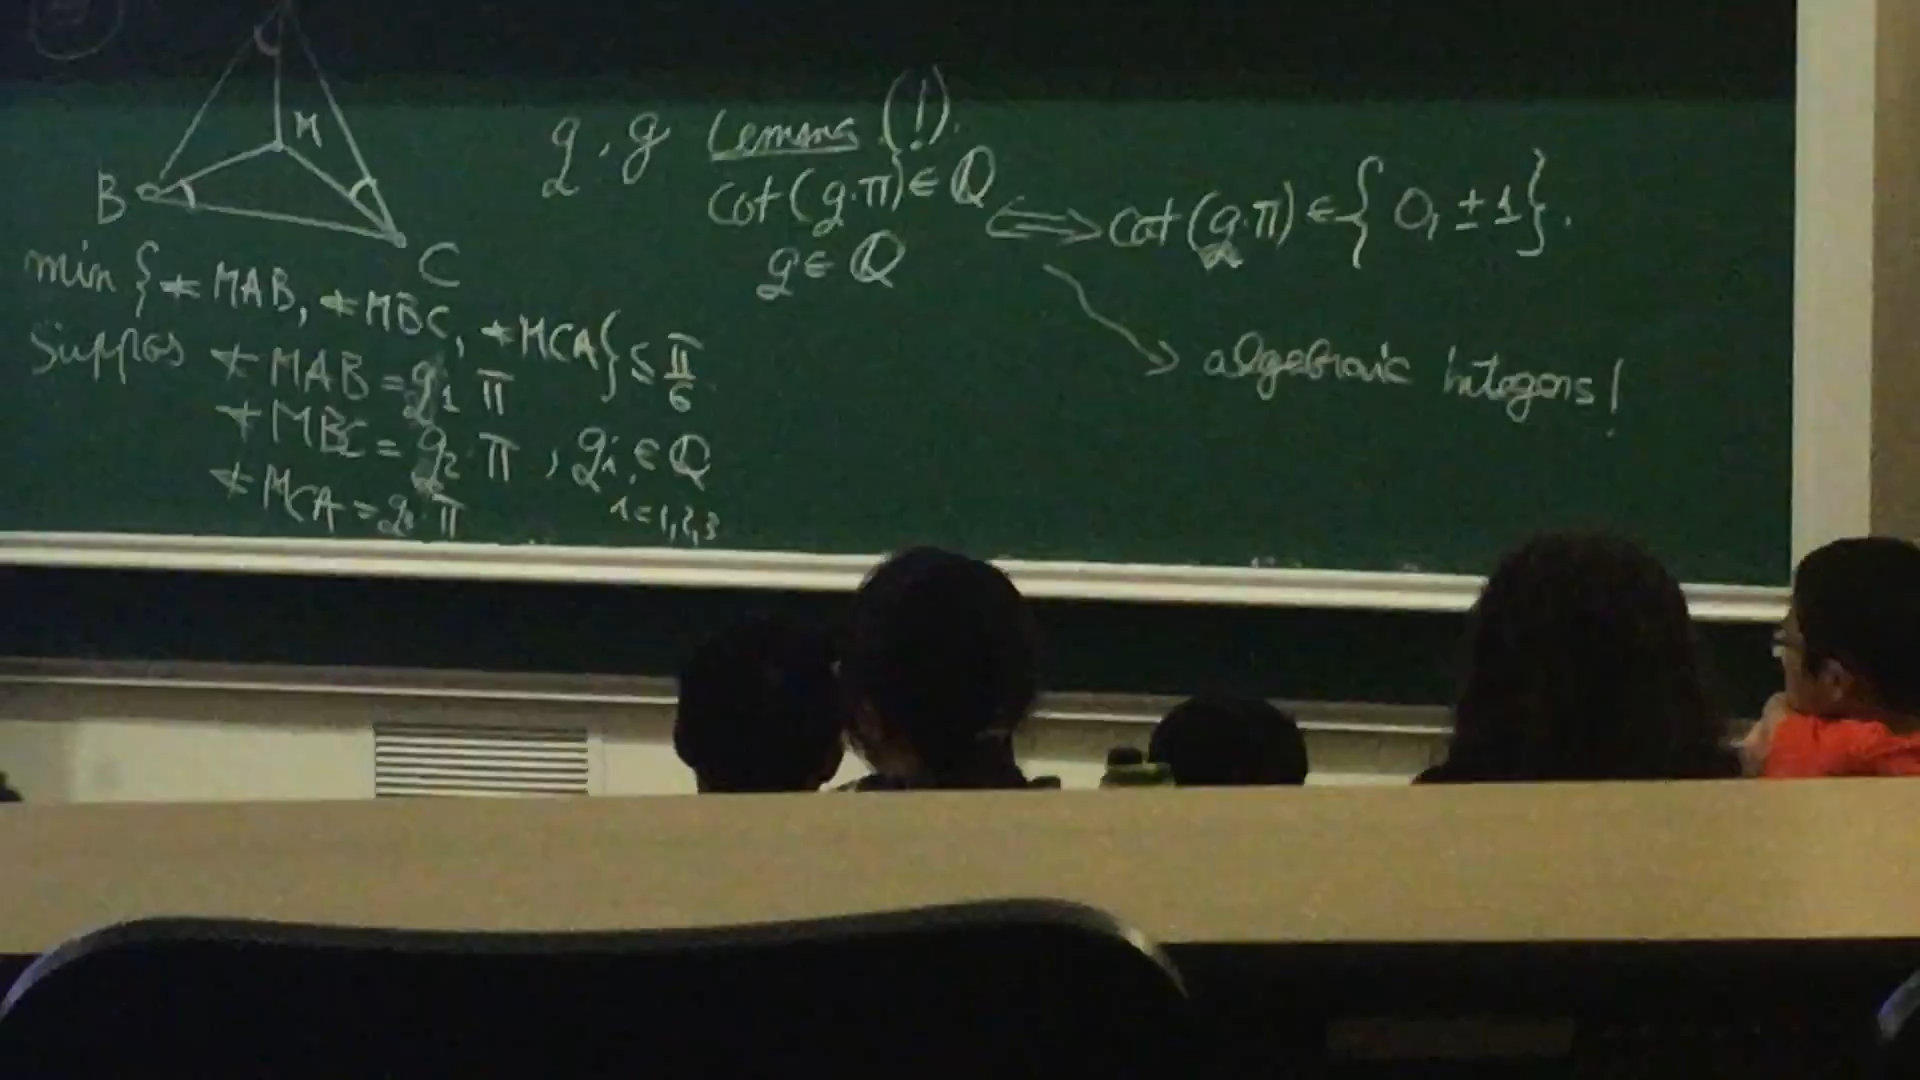 M
B
C
min {∢ MAB, ∢ MBC, ∢ MCA} ≤ π/6
Suppos ∢ MAB = q₁ π
∢ MBC = q₂ · π , qᵢ ∈ ℚ
∢ MCA = q₃ · π i = 1,2,3
q . g Lemma (!).
cot(q·π) ∈ ℚ ⟺ cot(q·π) ∈ { 0, ±1 }.
q ∈ ℚ
→ algebraic integers!